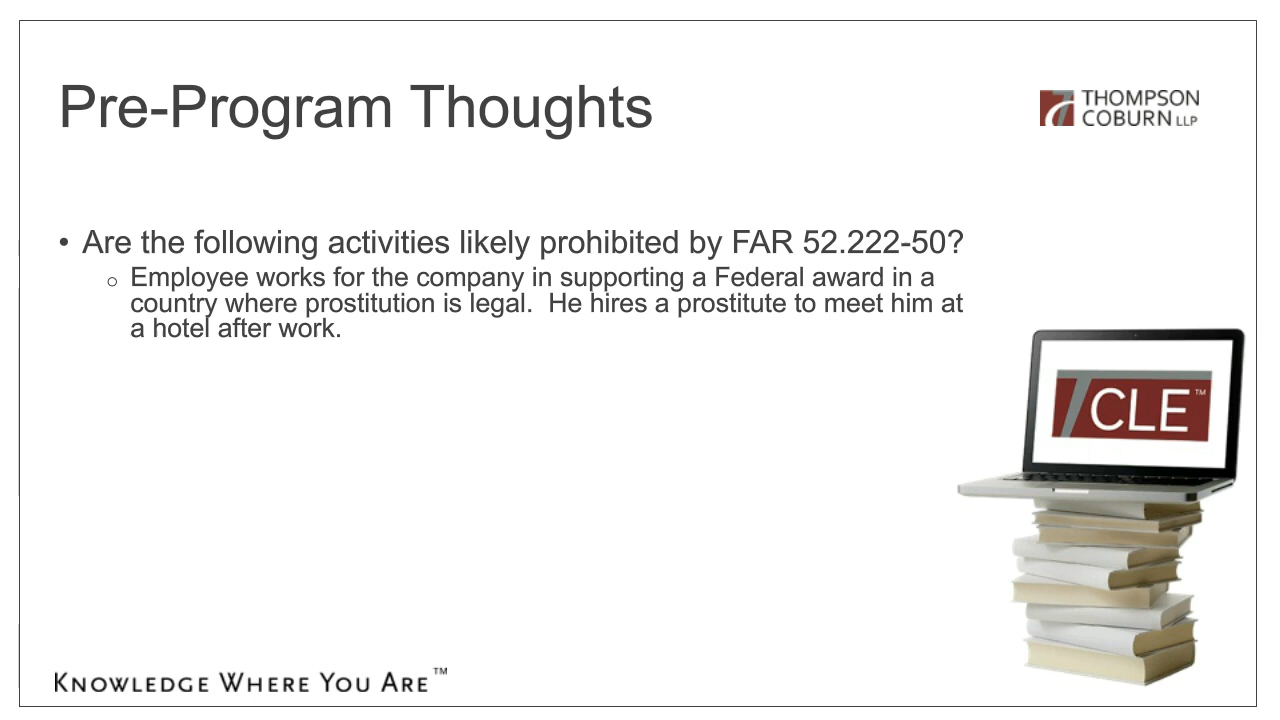 Pre-Program Thoughts
THOMPSON
COBURN LLP
• Are the following activities likely prohibited by FAR 52.222-50?
o Employee works for the company in supporting a Federal award in a
country where prostitution is legal.  He hires a prostitute to meet him at
a hotel after work.
CLE™
KNOWLEDGE WHERE YOU ARE™